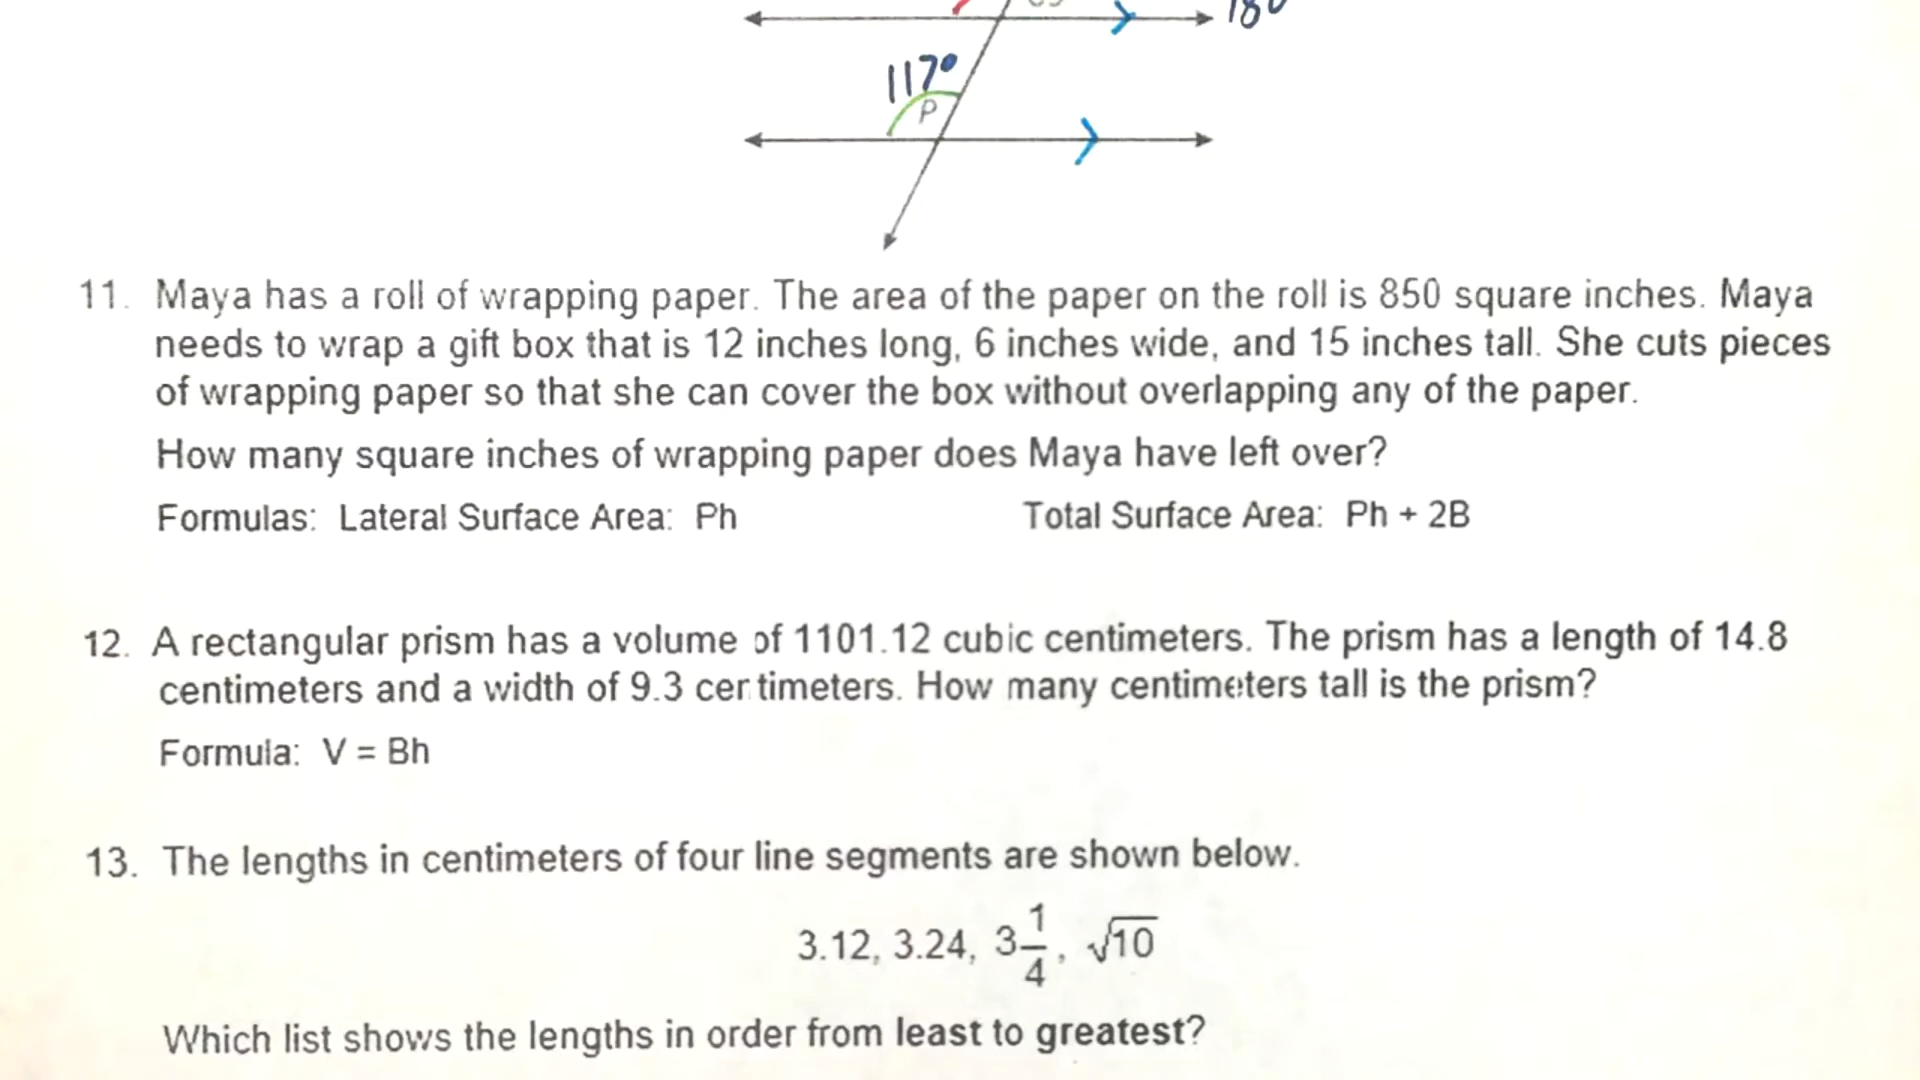 180
117°
P
11. Maya has a roll of wrapping paper. The area of the paper on the roll is 850 square inches. Maya
needs to wrap a gift box that is 12 inches long, 6 inches wide, and 15 inches tall. She cuts pieces
of wrapping paper so that she can cover the box without overlapping any of the paper.
How many square inches of wrapping paper does Maya have left over?
Formulas: Lateral Surface Area: Ph Total Surface Area: Ph + 2B
12. A rectangular prism has a volume of 1101.12 cubic centimeters. The prism has a length of 14.8
centimeters and a width of 9.3 centimeters. How many centimeters tall is the prism?
Formula: V = Bh
13. The lengths in centimeters of four line segments are shown below.
3.12, 3.24, 3 1/4, √10
Which list shows the lengths in order from least to greatest?